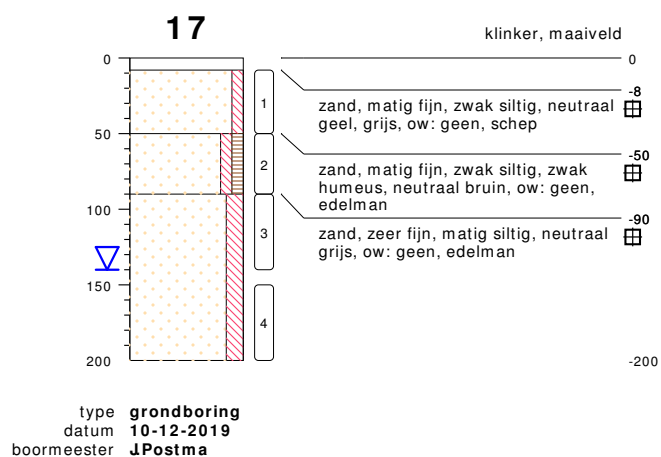 17
klinker, maaiveld
0
0
-8
1
zand, matig fijn, zwak siltig, neutraal
geel, grijs, ow: geen, schep
50
-50
2
zand, matig fijn, zwak siltig, zwak
humeus, neutraal bruin, ow: geen,
edelman
-90
100
3
zand, zeer fijn, matig siltig, neutraal
grijs, ow: geen, edelman
150
4
200
-200
type grondboring
datum 10-12-2019
boormeester J.Postma